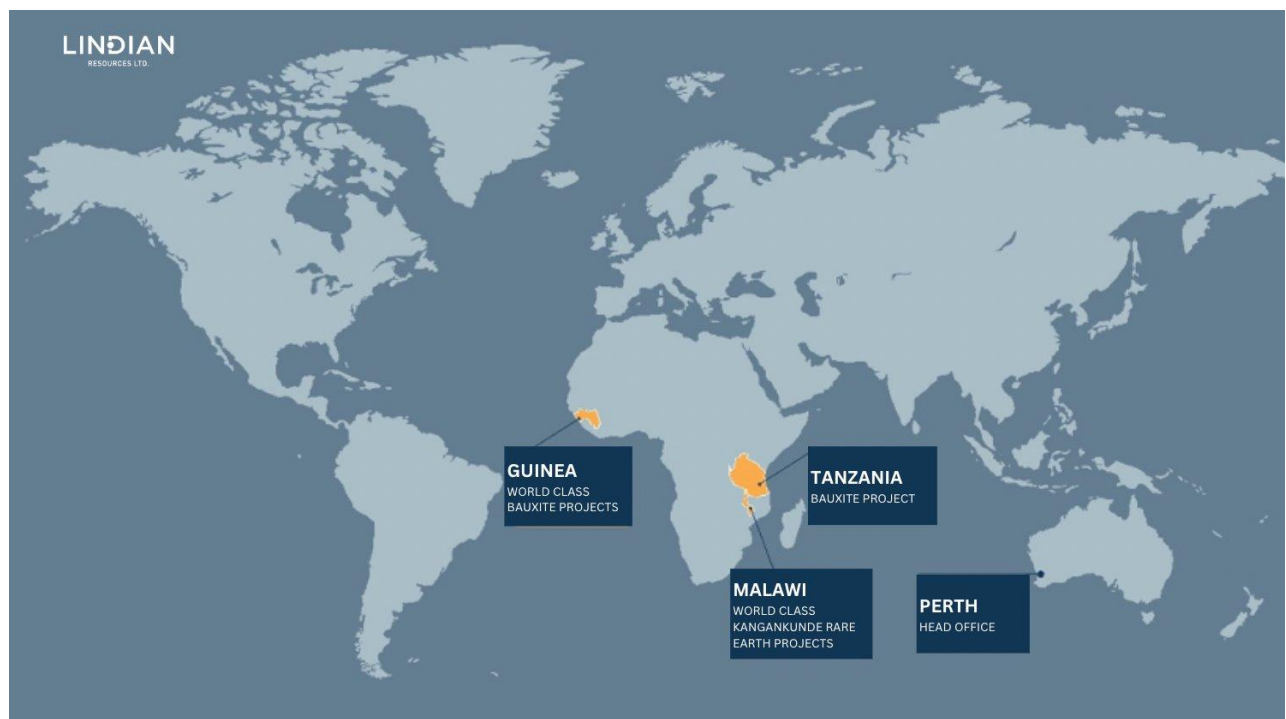 LINDIAN
RESOURCES LTD.
GUINEA
WORLD CLASS
BAUXITE PROJECTS
TANZANIA
BAUXITE PROJECT
MALAWI
WORLD CLASS
KANGANKUNDE RARE
EARTH PROJECTS
PERTH
HEAD OFFICE